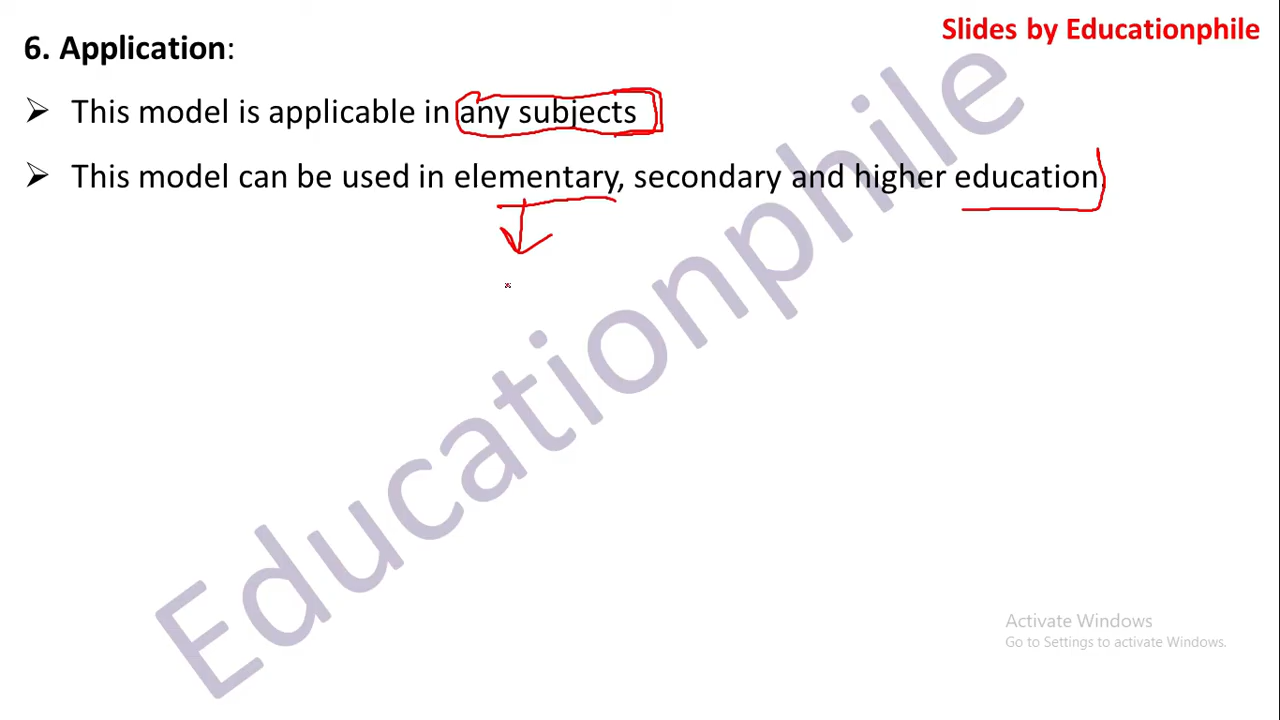 Slides by Educationphile
6. Application:
➢ This model is applicable in any subjects
➢ This model can be used in elementary, secondary and higher education.
Educationphile
Activate Windows
Go to Settings to activate Windows.